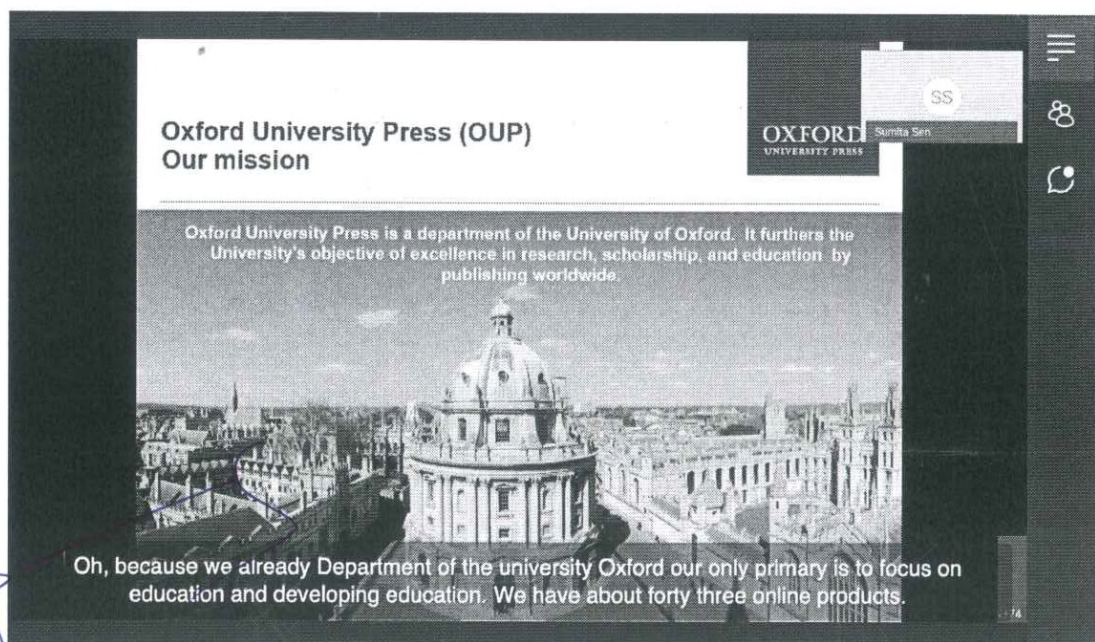 Oxford University Press (OUP)
Our mission
OXFORD
UNIVERSITY PRESS
SS
Sumita Sen
Oxford University Press is a department of the University of Oxford. It furthers the
University's objective of excellence in research, scholarship, and education by
publishing worldwide.
Oh, because we already Department of the university Oxford our only primary is to focus on
education and developing education. We have about forty three online products.